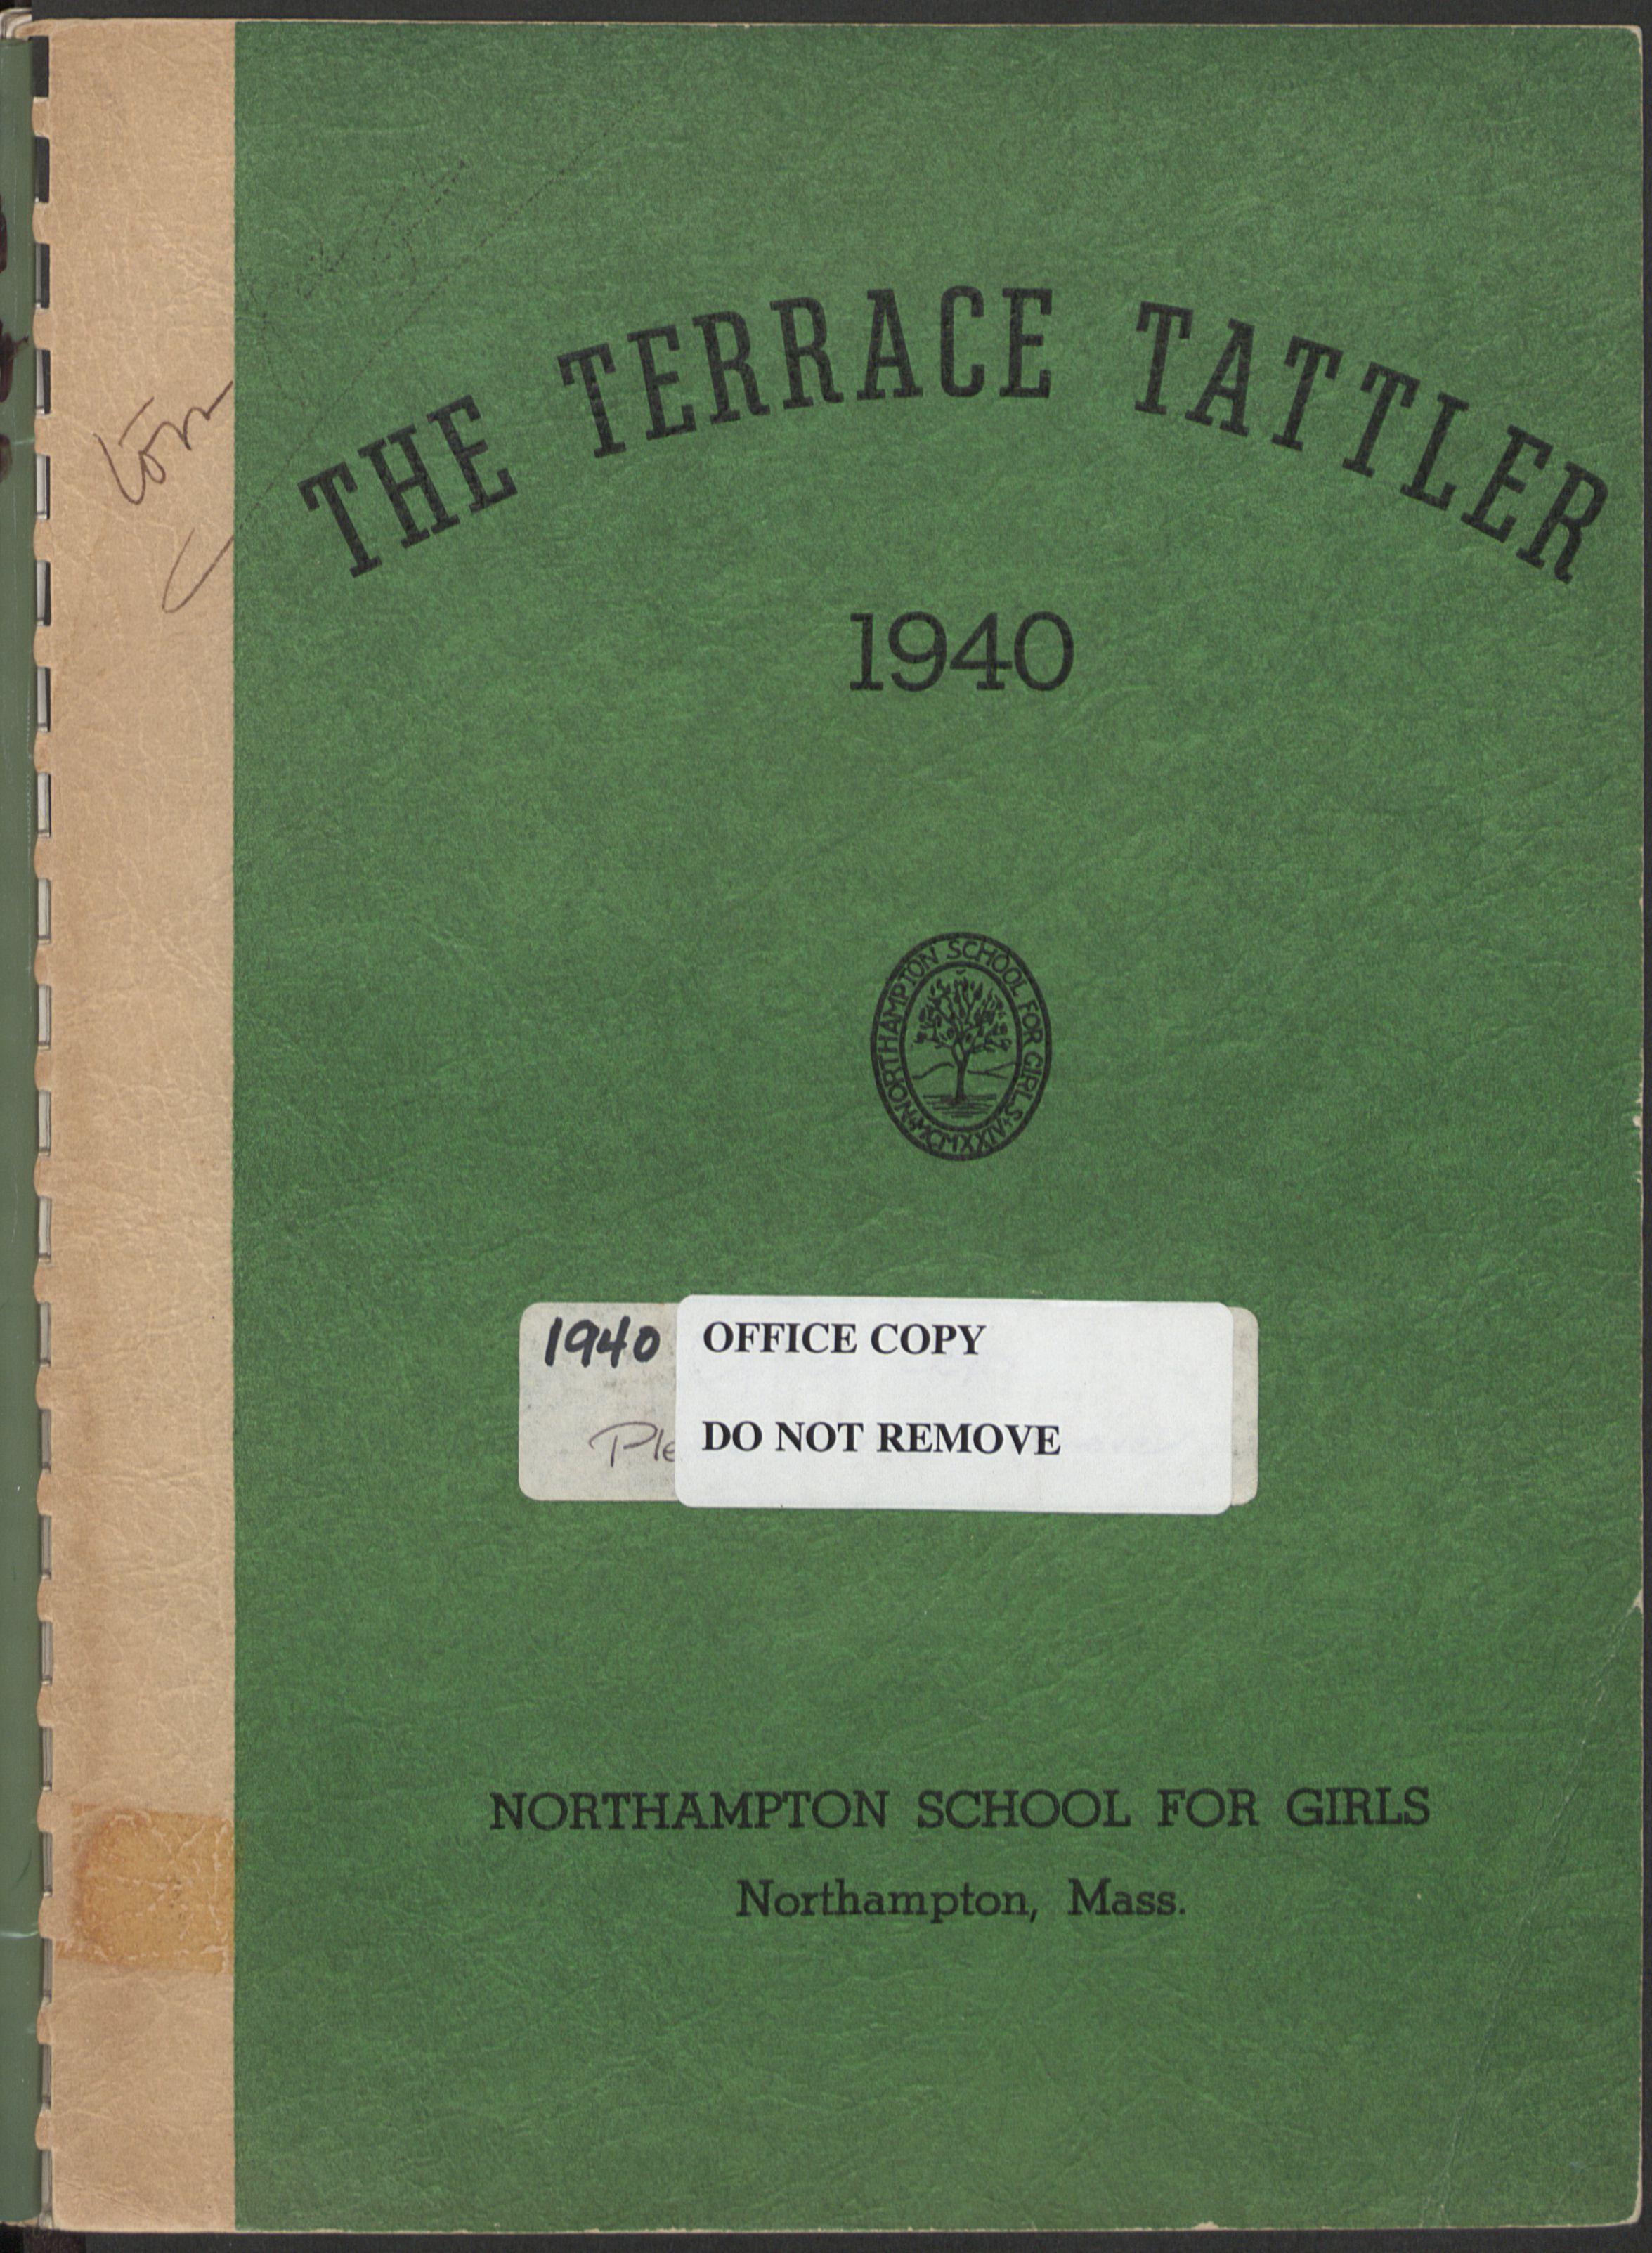 THE TERRACE TATTLER
1940
NORTHAMPTON SCHOOL FOR GIRLS
MCMXXIV
1940
OFFICE COPY
DO NOT REMOVE
NORTHAMPTON SCHOOL FOR GIRLS
Northampton, Mass.